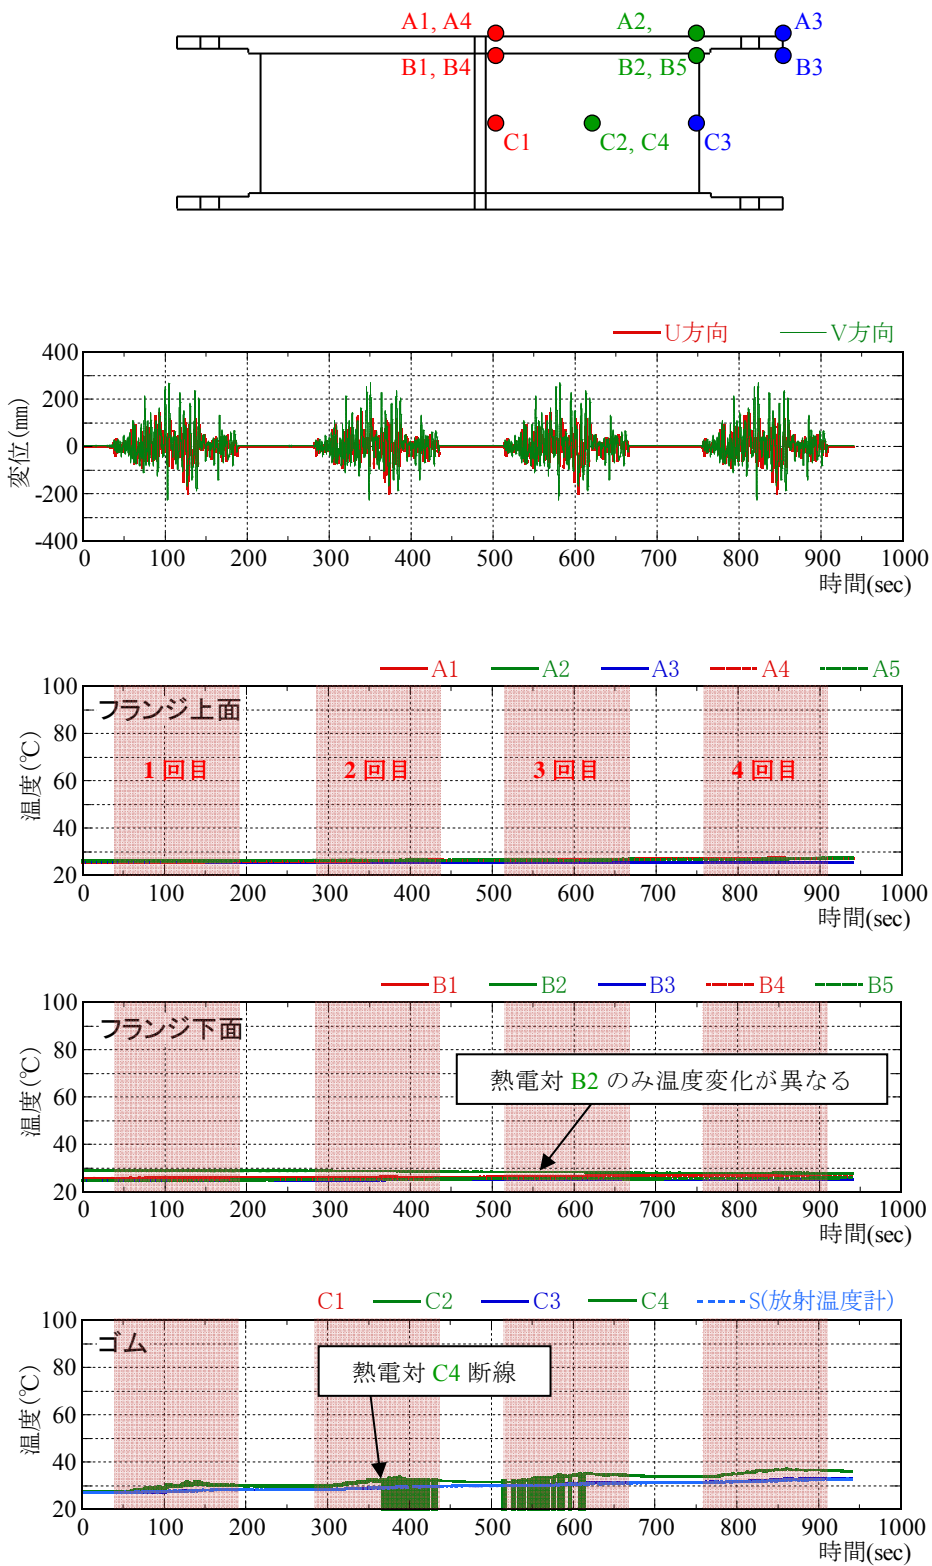 A1, A4 A2, A3
B1, B4 B2, B5 B3
C1 C2, C4 C3
U方向 V方向
400
200
0
-200
-400
変位(mm)
0 100 200 300 400 500 600 700 800 900 1000
時間(sec)
A1 A2 A3 A4 A5
100
80
60
40
20
温度(℃)
フランジ上面
1回目 2回目 3回目 4回目
0 100 200 300 400 500 600 700 800 900 1000
時間(sec)
B1 B2 B3 B4 B5
100
80
60
40
20
温度(℃)
フランジ下面
熱電対 B2 のみ温度変化が異なる
0 100 200 300 400 500 600 700 800 900 1000
時間(sec)
C1 C2 C3 C4 S(放射温度計)
100
80
60
40
20
温度(℃)
ゴム
熱電対 C4 断線
0 100 200 300 400 500 600 700 800 900 1000
時間(sec)